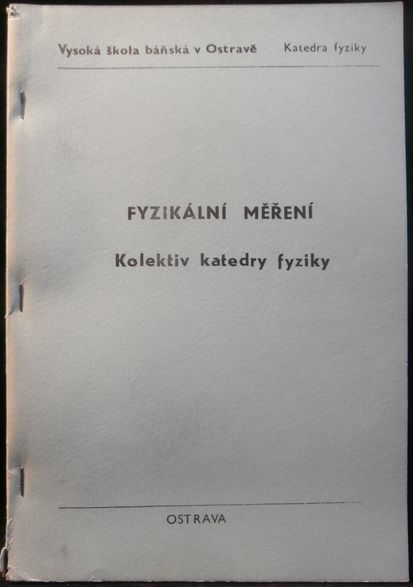 Vysoká škola báňská v Ostravě Katedra fyziky
FYZIKÁLNÍ MĚŘENÍ
Kolektiv katedry fyziky
OSTRAVA